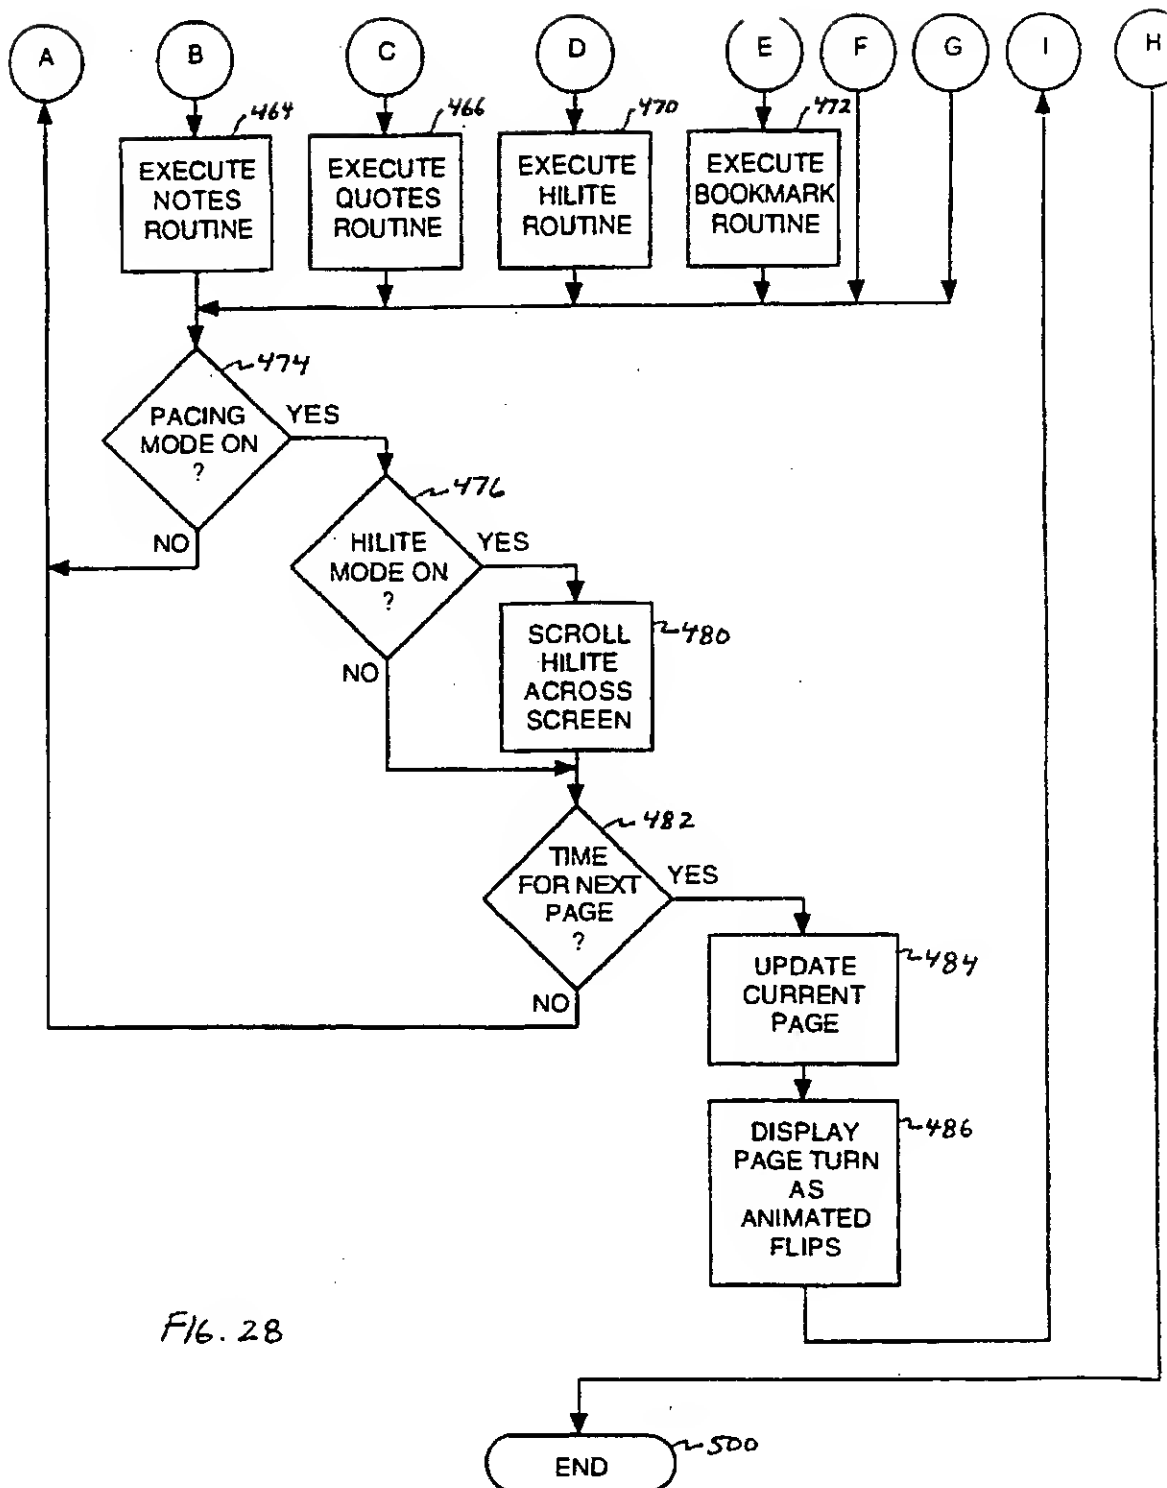 A
B
C
D
E
F
G
I
H
464
466
470
472
EXECUTE
NOTES
ROUTINE
EXECUTE
QUOTES
ROUTINE
EXECUTE
HILITE
ROUTINE
EXECUTE
BOOKMARK
ROUTINE
474
PACING
MODE ON
?
YES
NO
476
HILITE
MODE ON
?
YES
NO
480
SCROLL
HILITE
ACROSS
SCREEN
482
TIME
FOR NEXT
PAGE
?
YES
NO
484
UPDATE
CURRENT
PAGE
486
DISPLAY
PAGE TURN
AS
ANIMATED
FLIPS
FIG. 28
500
END